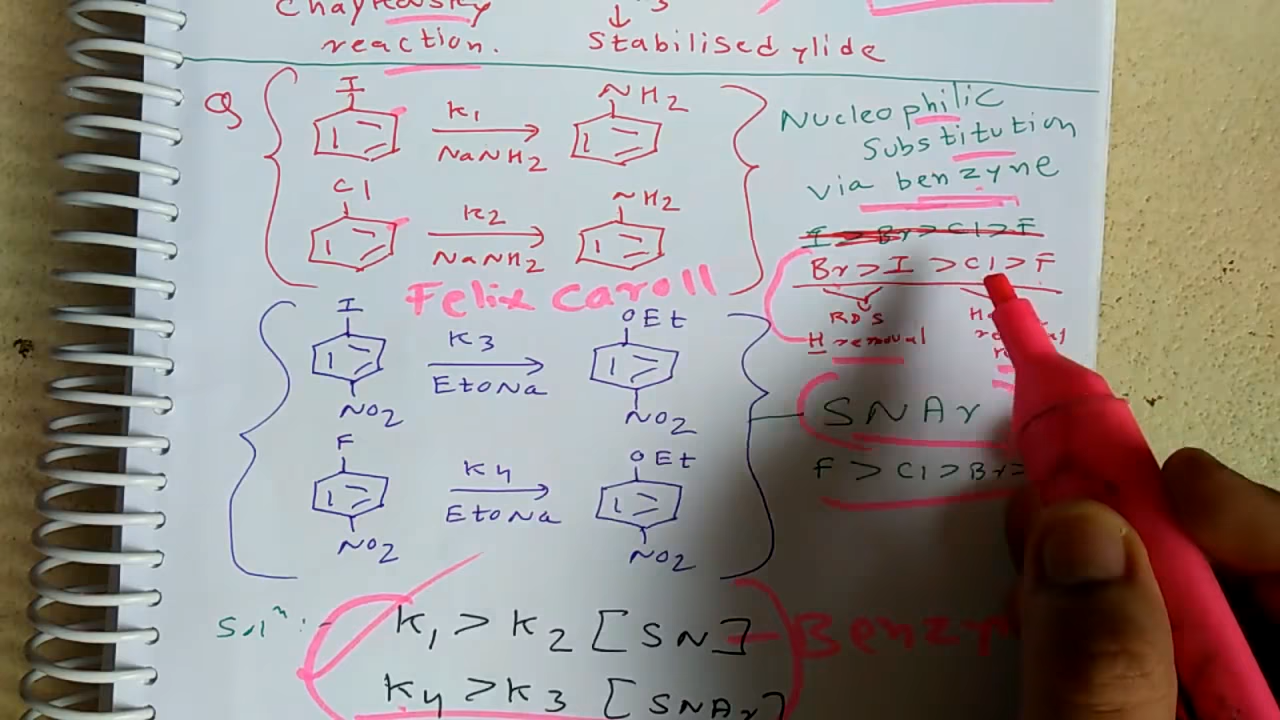 Chaykovsky
reaction.
↓
Stabilised ylide
Q
I
K1
NaNH2
NH2
Cl
K2
NaNH2
NH2
Nucleophilic
Substitution
via benzyne
I > Br > Cl > F
Br > I > Cl > F
RDS
H removal
Felix Caroll
I
NO2
K3
EtONa
OEt
NO2
F
NO2
K4
EtONa
OEt
NO2
SNAr
F > Cl > Br >
Solⁿ :-
K1 > K2 [SN]
K4 > K3 [SNAr]